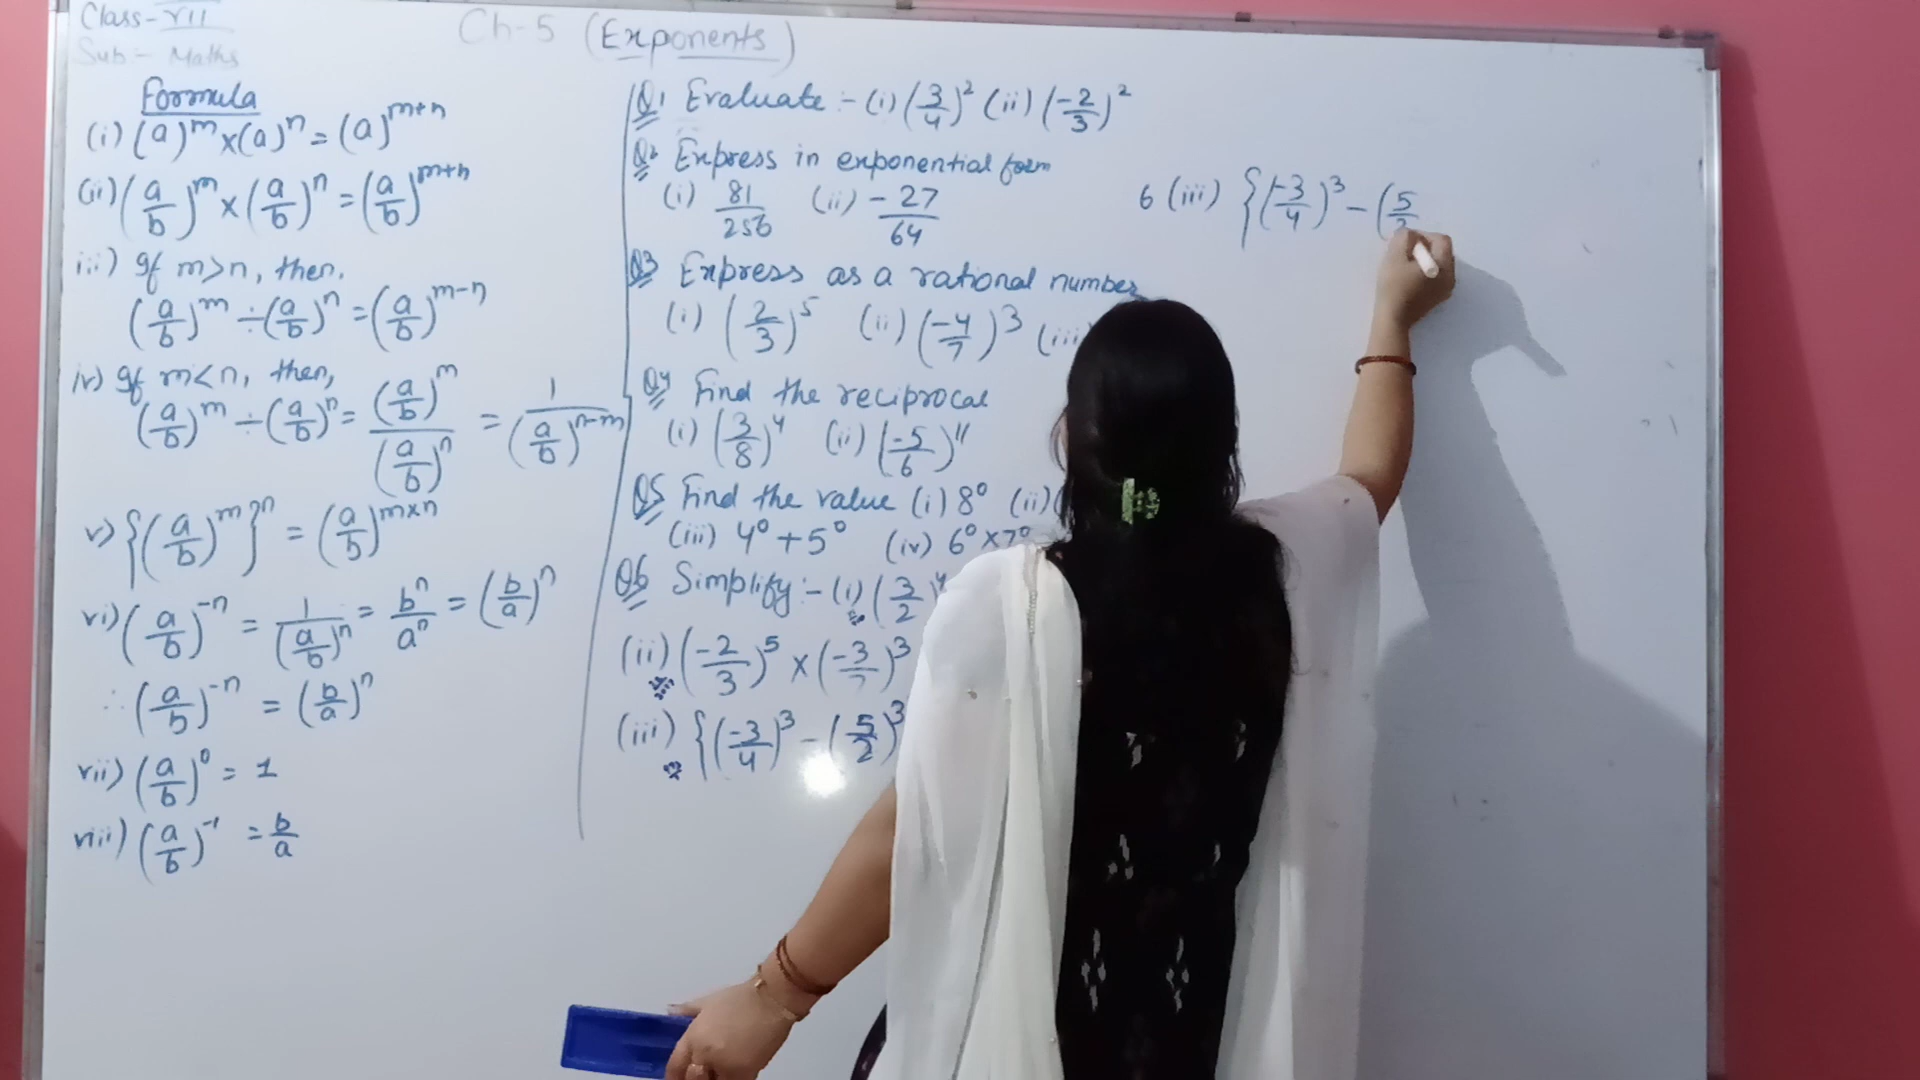 Class-VII
Sub:- Maths
Ch-5 (Exponents)
Formula
(i) (a)^m × (a)^n = (a)^{m+n}
(ii) (a/b)^m × (a/b)^n = (a/b)^{m+n}
iii) If m>n, then,
(a/b)^m ÷ (a/b)^n = (a/b)^{m-n}
iv) If m<n, then,
(a/b)^m ÷ (a/b)^n = (a/b)^m / (a/b)^n = 1/(a/b)^{n-m}
v) {(a/b)^m}^n = (a/b)^{m×n}
vi) (a/b)^{-n} = 1/(a/b)^n = b^n/a^n = (b/a)^n
∴ (a/b)^{-n} = (b/a)^n
vii) (a/b)^0 = 1
viii) (a/b)^{-1} = b/a
Q1 Evaluate :- (i) (3/4)^2 (ii) (-2/3)^2
Q2 Express in exponential form
(i) 81/256 (ii) -27/64
Q3 Express as a rational number
(i) (2/3)^5 (ii) (-4/7)^3 (iii
Q4 Find the reciprocal
(i) (3/8)^4 (ii) (-5/6)^11
Q5 Find the value (i) 8^0 (ii) (
(iii) 4^0 + 5^0 (iv) 6^0 × 7^0
Q6 Simplify :- (i) (3/2)^4
(ii) (-2/3)^5 × (-3/7)^3
(iii) {(-3/4)^3 - (5/2)^3
6 (iii) {(-3/4)^3 - (5/2